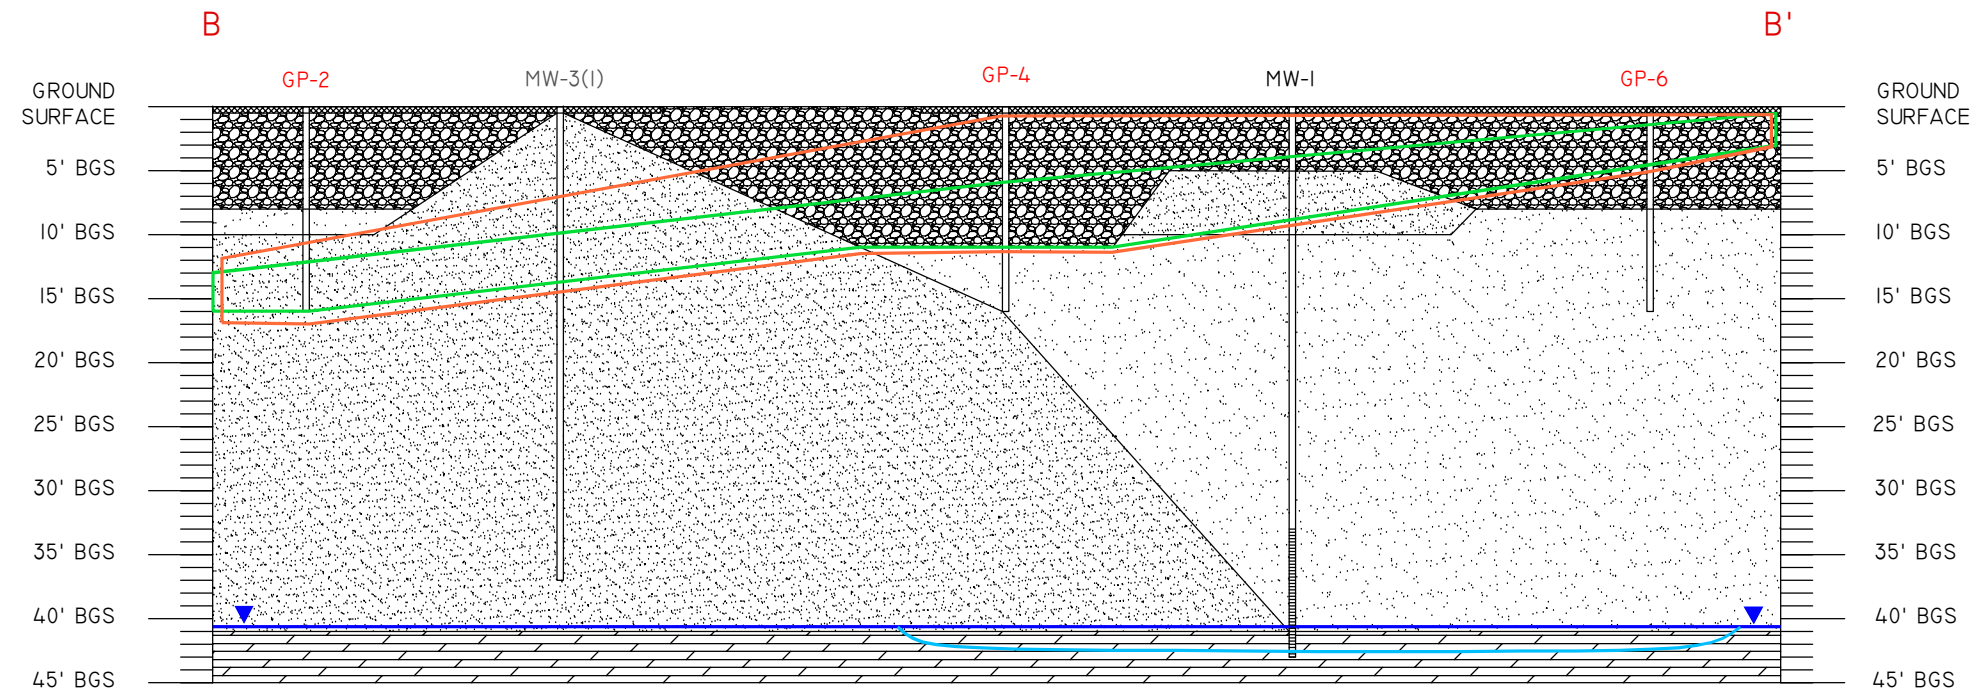 B
B'
GP-2
MW-3(1)
GP-4
MW-1
GP-6
GROUND
SURFACE
5' BGS
10' BGS
15' BGS
20' BGS
25' BGS
30' BGS
35' BGS
40' BGS
45' BGS
GROUND
SURFACE
5' BGS
10' BGS
15' BGS
20' BGS
25' BGS
30' BGS
35' BGS
40' BGS
45' BGS